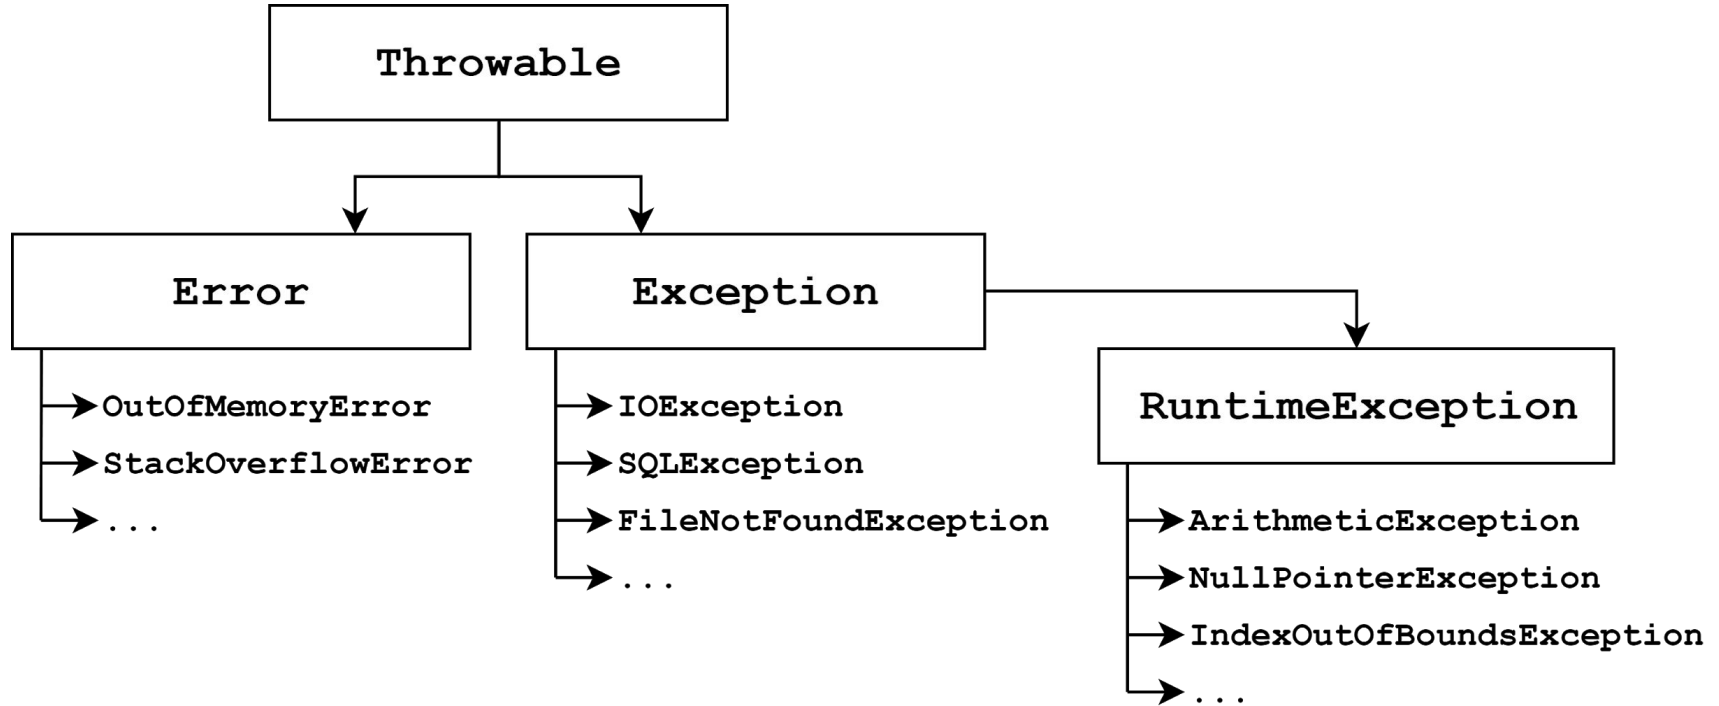 Throwable
Error
Exception
OutOfMemoryError
StackOverflowError
...
IOException
SQLException
FileNotFoundException
...
RuntimeException
ArithmeticException
NullPointerException
IndexOutOfBoundsException
...